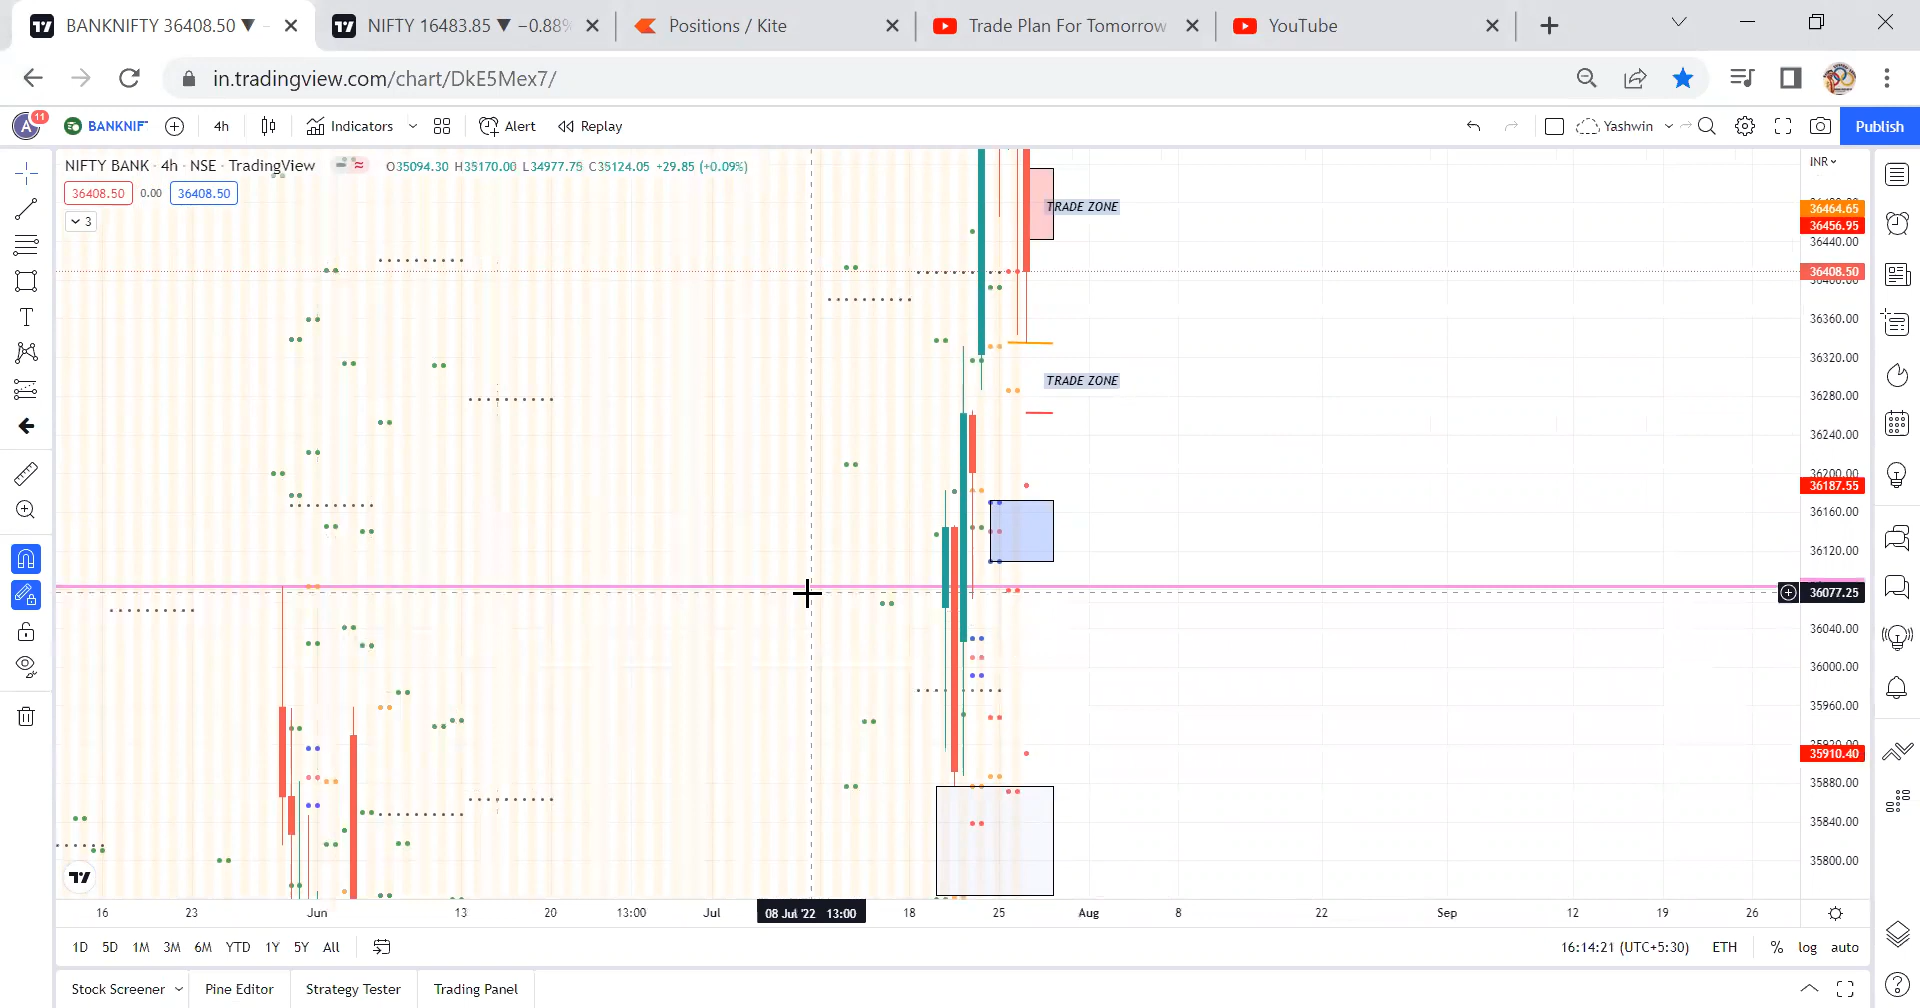 BANKNIFTY 36408.50 ▼ −
NIFTY 16483.85 ▼ −0.88%
Positions / Kite
Trade Plan For Tomorrow
YouTube
in.tradingview.com/chart/DkE5Mex7/
A 11
BANKNIF
4h
Indicators
Alert
Replay
Yashwin
Publish
NIFTY BANK · 4h · NSE · TradingView
O35094.30 H35170.00 L34977.75 C35124.05 +29.85 (+0.09%)
INR
36408.50 0.00 36408.50
3
TRADE ZONE
36464.65
36456.95
36440.00
36408.50
36400.00
36360.00
36320.00
TRADE ZONE
36280.00
36240.00
36200.00
36187.55
36160.00
36120.00
36077.25
36040.00
36000.00
35960.00
35920.00
35910.40
35880.00
35840.00
35800.00
16 23 Jun 13 20 13:00 Jul 08 Jul '22 13:00 18 25 Aug 8 22 Sep 12 19 26
1D 5D 1M 3M 6M YTD 1Y 5Y All
16:14:21 (UTC+5:30) ETH % log auto
Stock Screener Pine Editor Strategy Tester Trading Panel